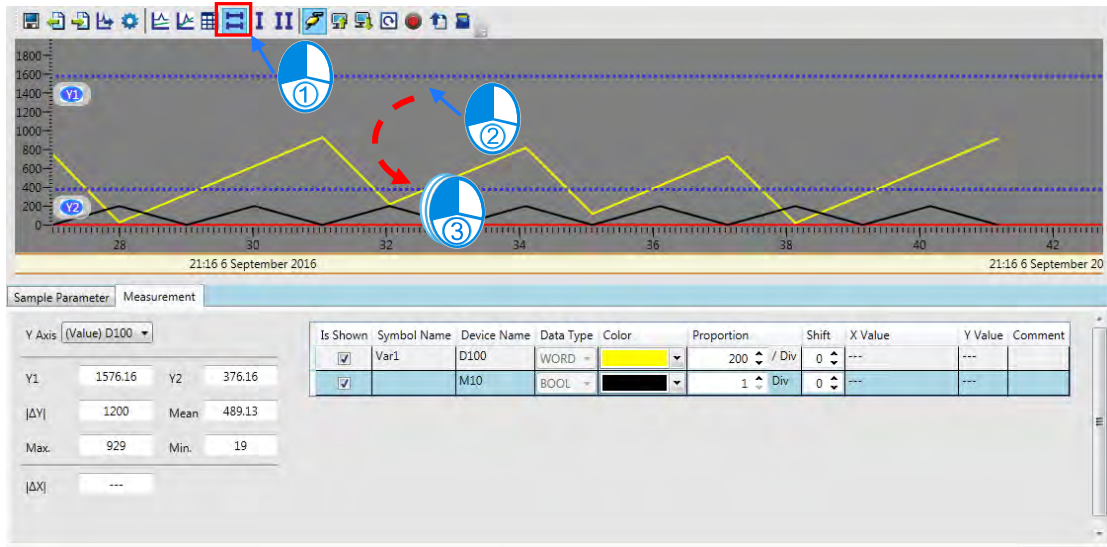 1800
1600
1400
1200
1000
800
600
400
200
0
Y1
Y2
①
②
③
28 30 32 34 36 38 40 42
21:16 6 September 2016 21:16 6 September 20
Sample Parameter Measurement
Y Axis (Value) D100
Y1 1576.16 Y2 376.16
|ΔY| 1200 Mean 489.13
Max. 929 Min. 19
|ΔX| ---
Is Shown Symbol Name Device Name Data Type Color Proportion Shift X Value Y Value Comment
Var1 D100 WORD 200 / Div 0 --- ---
M10 BOOL 1 Div 0 --- ---